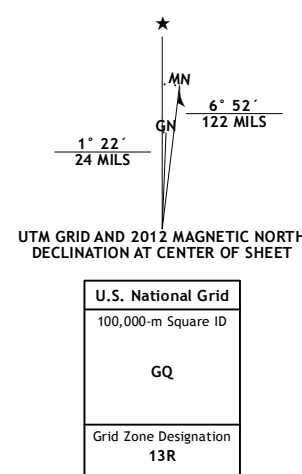 ★
MN
GN
6° 52´
122 MILS
1° 22´
24 MILS
UTM GRID AND 2012 MAGNETIC NORTH
DECLINATION AT CENTER OF SHEET
U.S. National Grid
100,000-m Square ID
GQ
Grid Zone Designation
13R